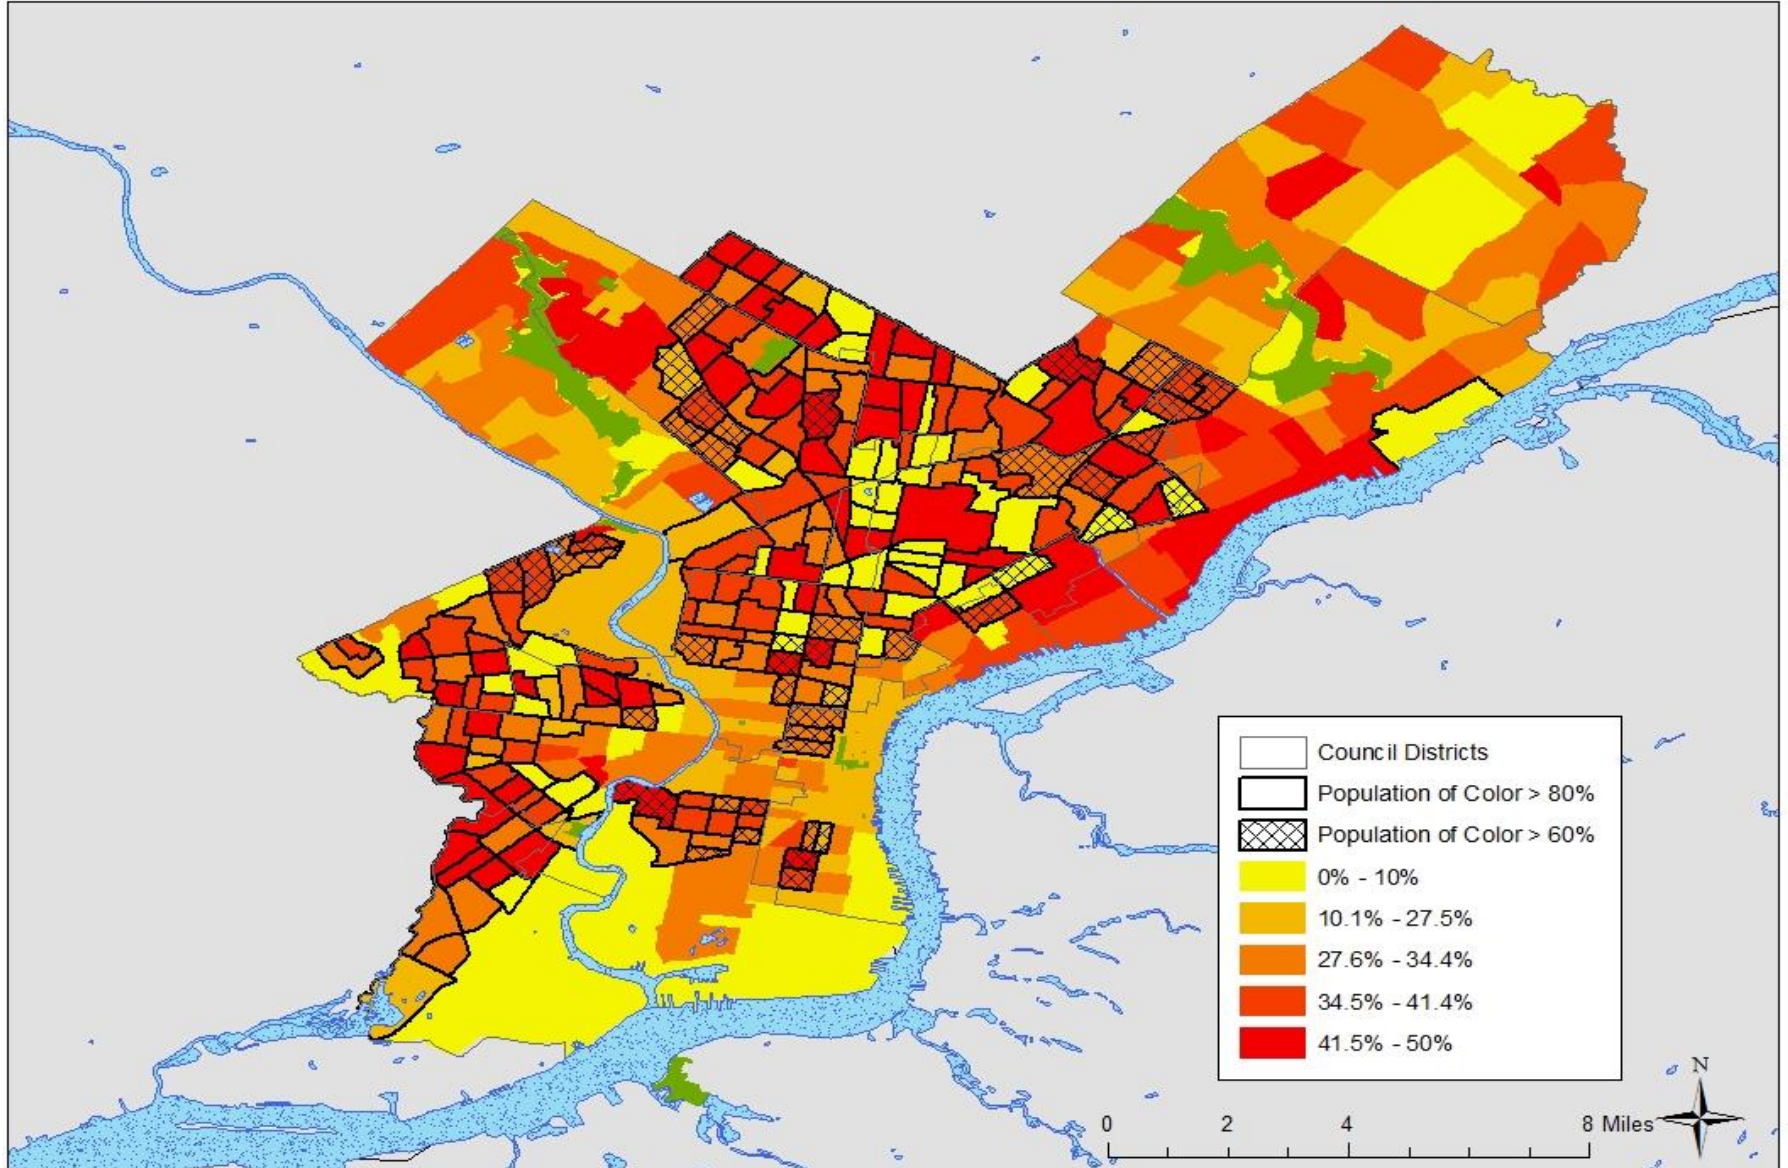 Council Districts
Population of Color > 80%
Population of Color > 60%
0% - 10%
10.1% - 27.5%
27.6% - 34.4%
34.5% - 41.4%
41.5% - 50%
N
0 2 4 8 Miles